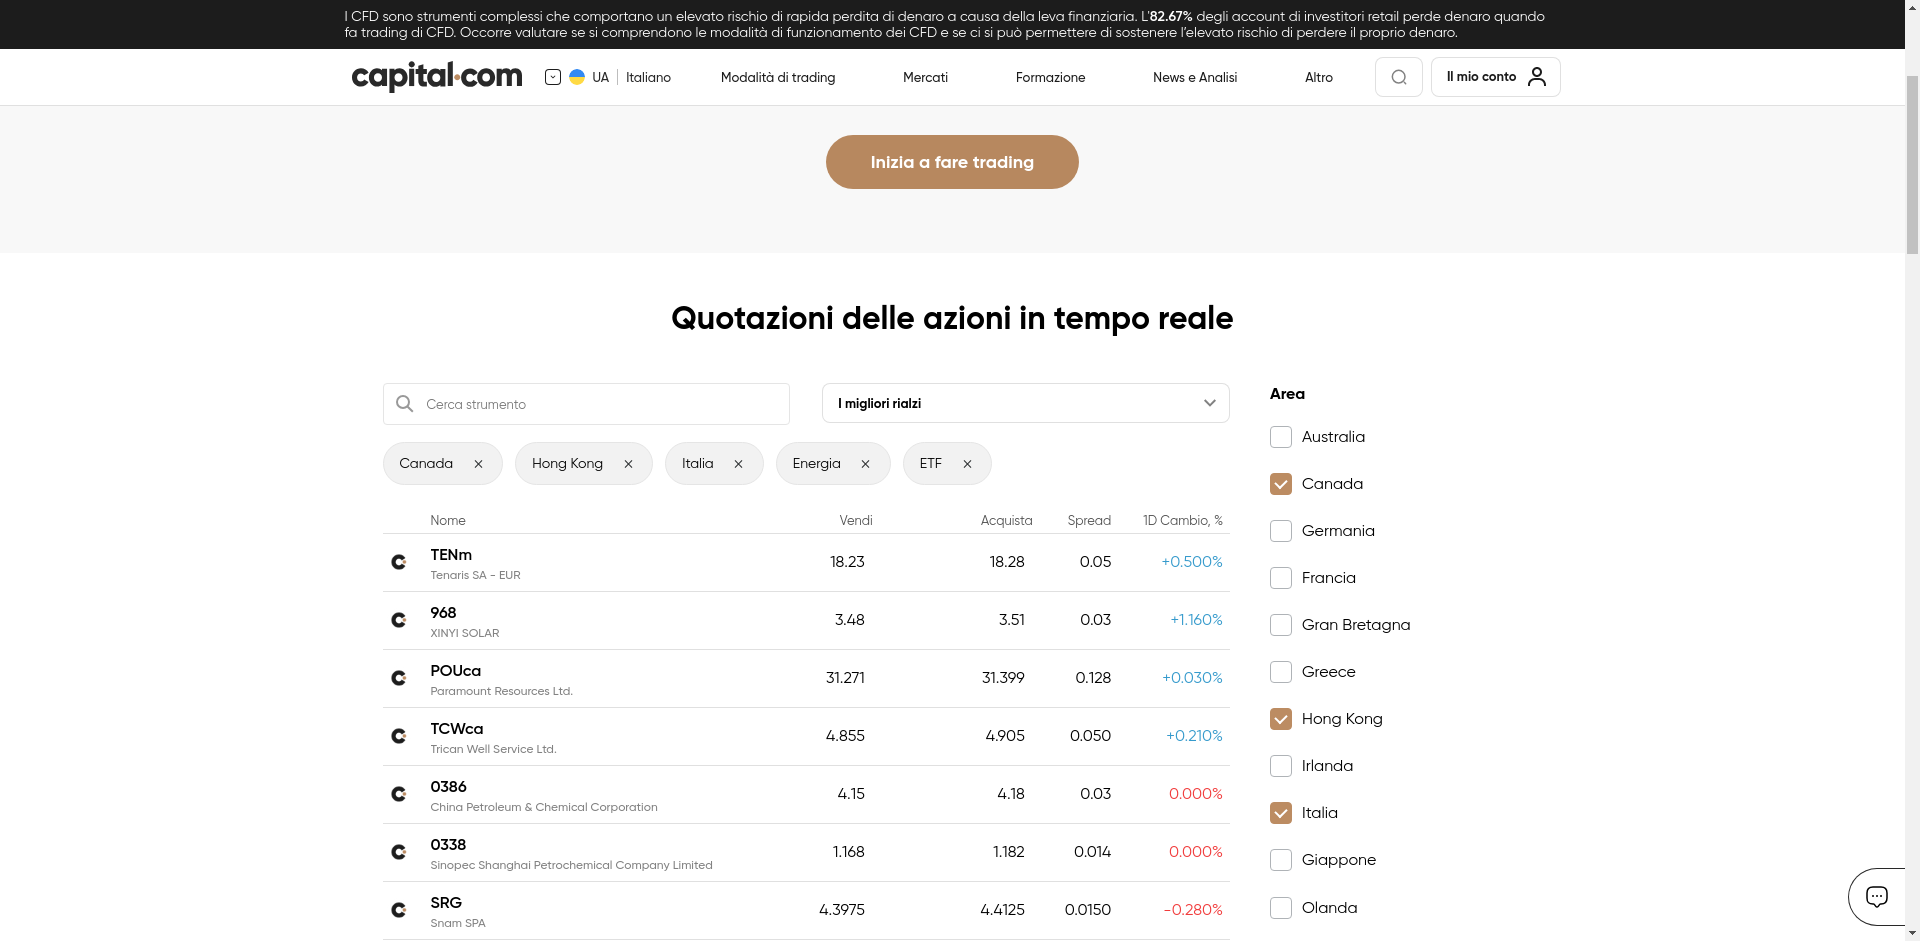 I CFD sono strumenti complessi che comportano un elevato rischio di rapida perdita di denaro a causa della leva finanziaria. L'82.67% degli account di investitori retail perde denaro quando
fa trading di CFD. Occorre valutare se si comprendono le modalità di funzionamento dei CFD e se ci si può permettere di sostenere l'elevato rischio di perdere il proprio denaro.
capital.com UA Italiano Modalità di trading Mercati Formazione News e Analisi Altro Il mio conto
Inizia a fare trading
Quotazioni delle azioni in tempo reale
Cerca strumento
I migliori rialzi
Canada Hong Kong Italia Energia ETF
Nome Vendi Acquista Spread 1D Cambio, %
TENm 18.23 18.28 0.05 +0.500%
Tenaris SA - EUR
968 3.48 3.51 0.03 +1.160%
XINYI SOLAR
POUca 31.271 31.399 0.128 +0.030%
Paramount Resources Ltd.
TCWca 4.855 4.905 0.050 +0.210%
Trican Well Service Ltd.
0386 4.15 4.18 0.03 0.000%
China Petroleum & Chemical Corporation
0338 1.168 1.182 0.014 0.000%
Sinopec Shanghai Petrochemical Company Limited
SRG 4.3975 4.4125 0.0150 -0.280%
Snam SPA
Area
Australia
Canada
Germania
Francia
Gran Bretagna
Greece
Hong Kong
Irlanda
Italia
Giappone
Olanda